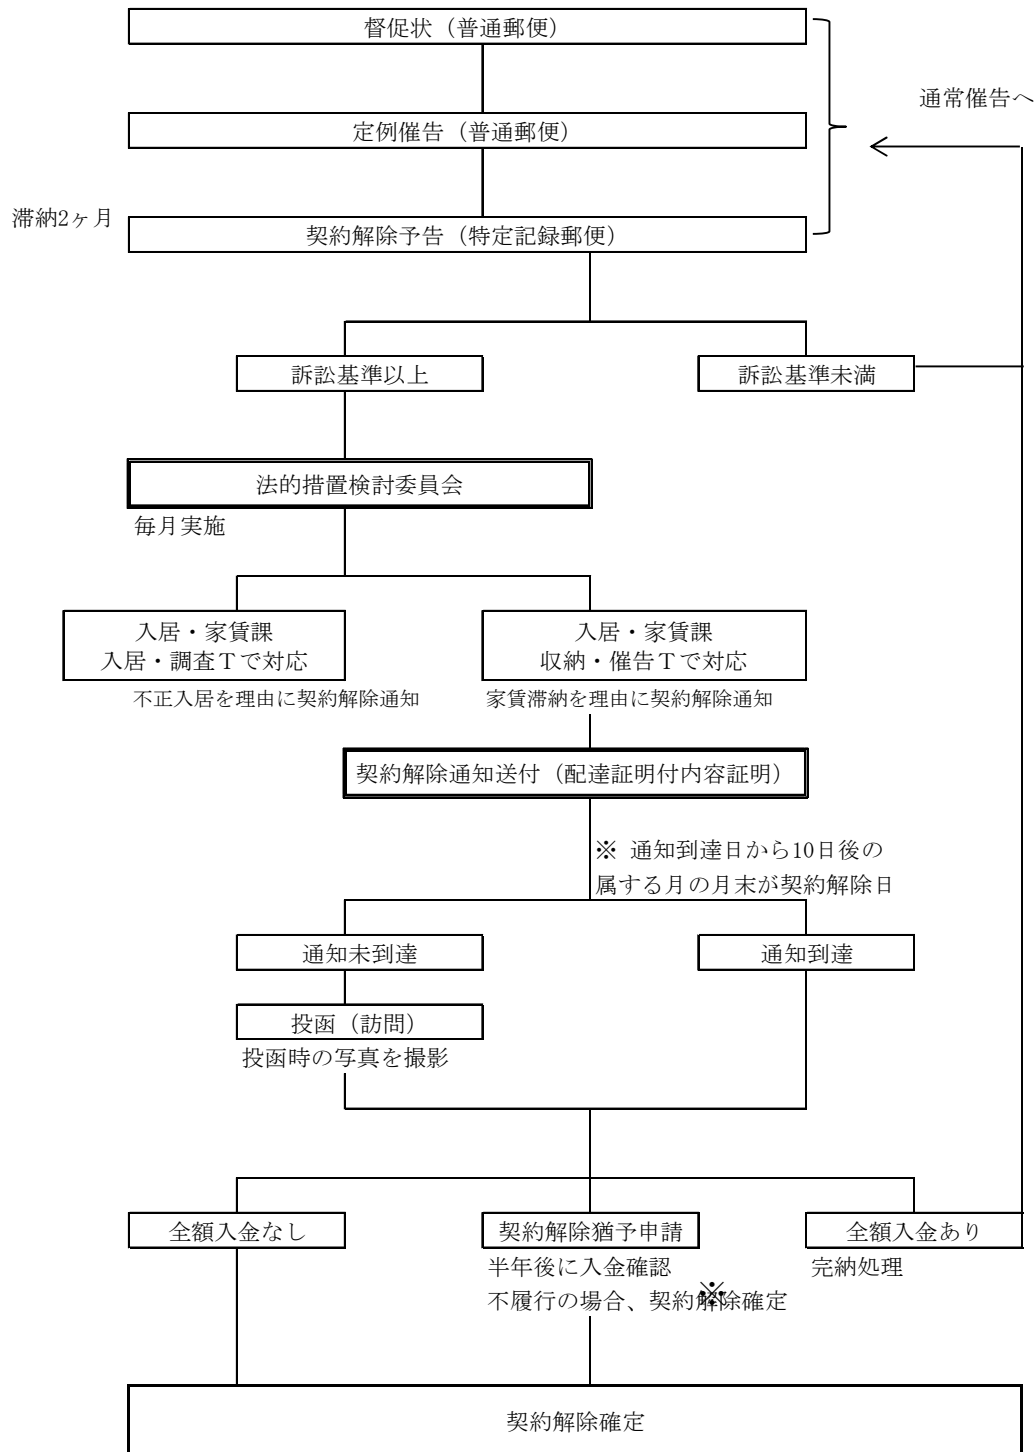 督促状（普通郵便）
通常催告へ
定例催告（普通郵便）
滞納2ヶ月
契約解除予告（特定記録郵便）
訴訟基準以上
訴訟基準未満
法的措置検討委員会
毎月実施
入居・家賃課
入居・調査Ｔで対応
入居・家賃課
収納・催告Ｔで対応
不正入居を理由に契約解除通知
家賃滞納を理由に契約解除通知
契約解除通知送付（配達証明付内容証明）
※ 通知到達日から10日後の
属する月の月末が契約解除日
通知未到達
通知到達
投函（訪問）
投函時の写真を撮影
全額入金なし
契約解除猶予申請
全額入金あり
半年後に入金確認
完納処理
※
不履行の場合、契約解除確定
契約解除確定